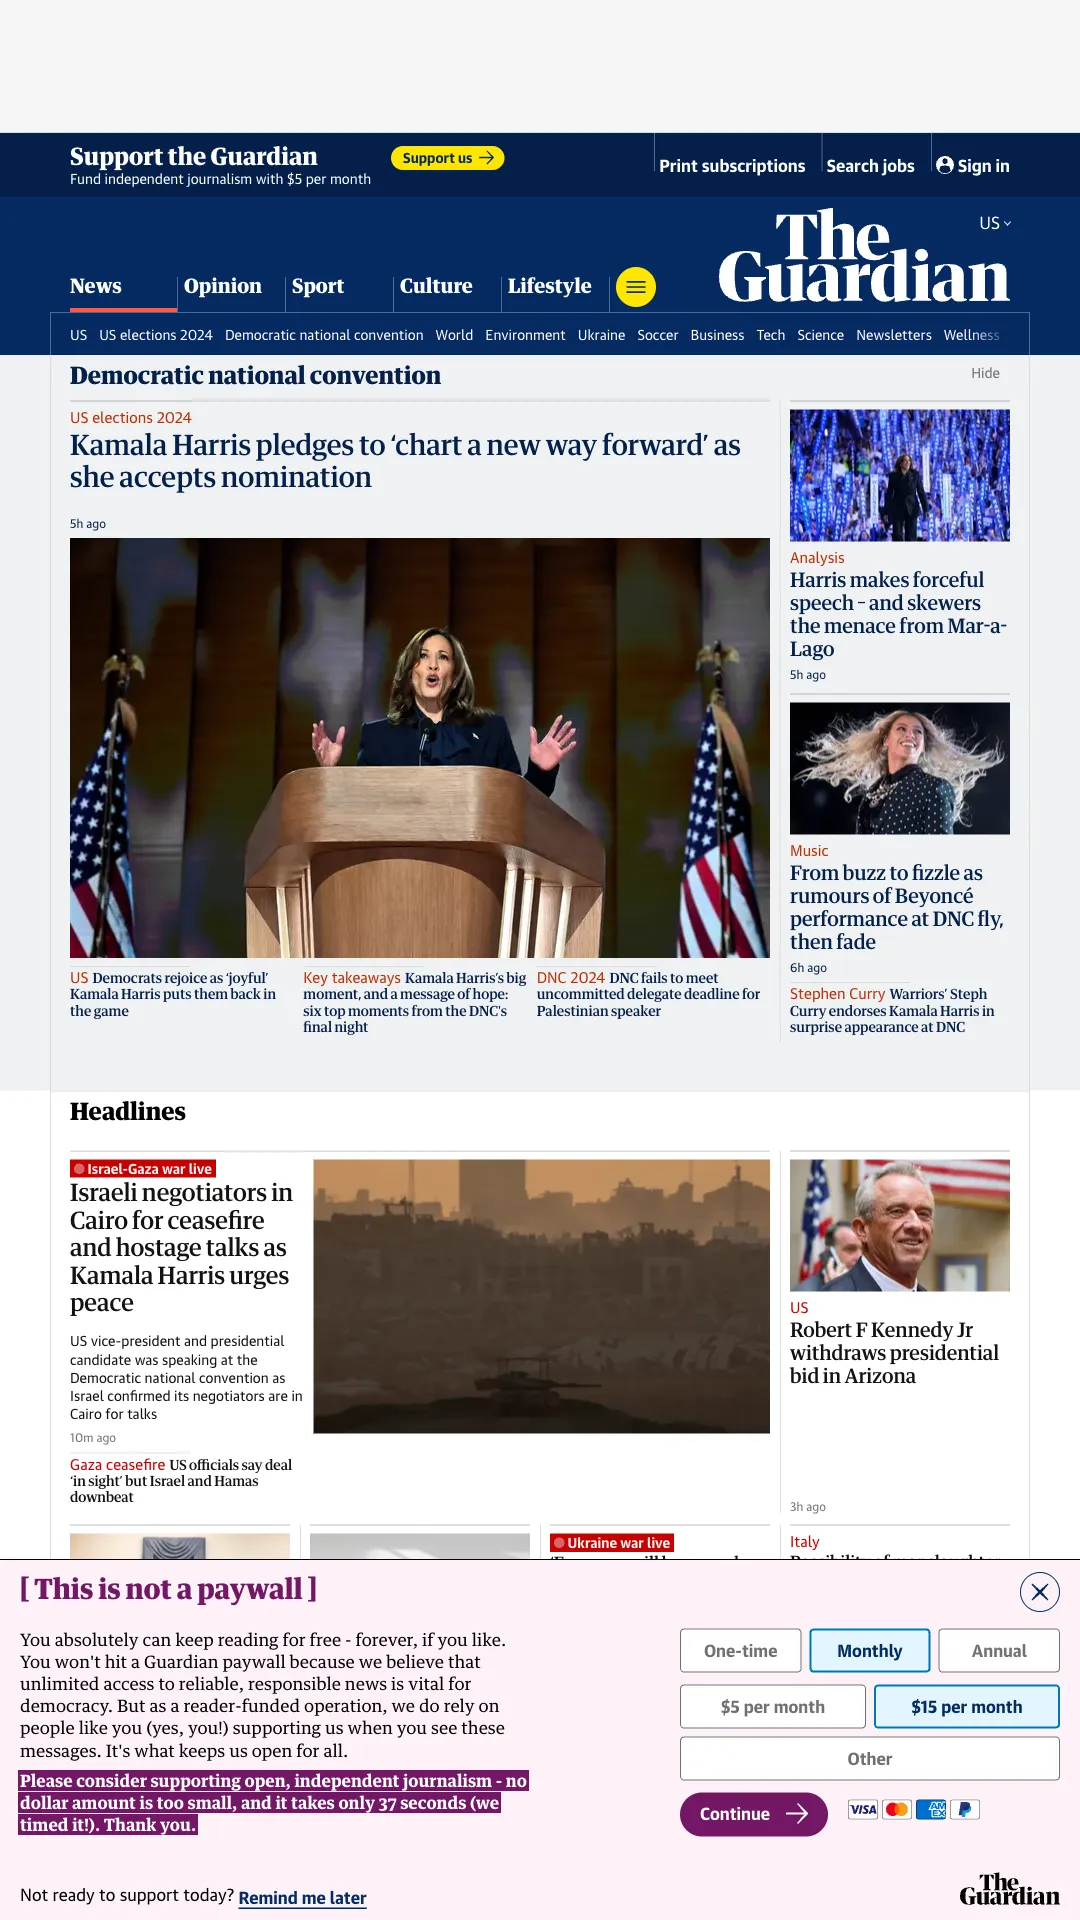 Support the Guardian
Fund independent journalism with $5 per month
Support us
Print subscriptions
Search jobs
Sign in
US
The Guardian
News
Opinion
Sport
Culture
Lifestyle
US
US elections 2024
Democratic national convention
World
Environment
Ukraine
Soccer
Business
Tech
Science
Newsletters
Wellness
Democratic national convention
Hide
US elections 2024
Kamala Harris pledges to ‘chart a new way forward’ as
she accepts nomination
5h ago
US Democrats rejoice as ‘joyful’
Kamala Harris puts them back in
the game
Key takeaways Kamala Harris’s big
moment, and a message of hope:
six top moments from the DNC’s
final night
DNC 2024 DNC fails to meet
uncommitted delegate deadline for
Palestinian speaker
Analysis
Harris makes forceful
speech – and skewers
the menace from Mar-a-
Lago
5h ago
Music
From buzz to fizzle as
rumours of Beyoncé
performance at DNC fly,
then fade
6h ago
Stephen Curry Warriors’ Steph
Curry endorses Kamala Harris in
surprise appearance at DNC
Headlines
Israel-Gaza war live
Israeli negotiators in
Cairo for ceasefire
and hostage talks as
Kamala Harris urges
peace
US vice-president and presidential
candidate was speaking at the
Democratic national convention as
Israel confirmed its negotiators are in
Cairo for talks
10m ago
Gaza ceasefire US officials say deal
‘in sight’ but Israel and Hamas
downbeat
US
Robert F Kennedy Jr
withdraws presidential
bid in Arizona
3h ago
Ukraine war live
Italy
[ This is not a paywall ]
You absolutely can keep reading for free - forever, if you like.
You won't hit a Guardian paywall because we believe that
unlimited access to reliable, responsible news is vital for
democracy. But as a reader-funded operation, we do rely on
people like you (yes, you!) supporting us when you see these
messages. It's what keeps us open for all.
Please consider supporting open, independent journalism - no
dollar amount is too small, and it takes only 37 seconds (we
timed it!). Thank you.
Not ready to support today? Remind me later
One-time
Monthly
Annual
$5 per month
$15 per month
Other
Continue
VISA
AM
EX
The Guardian